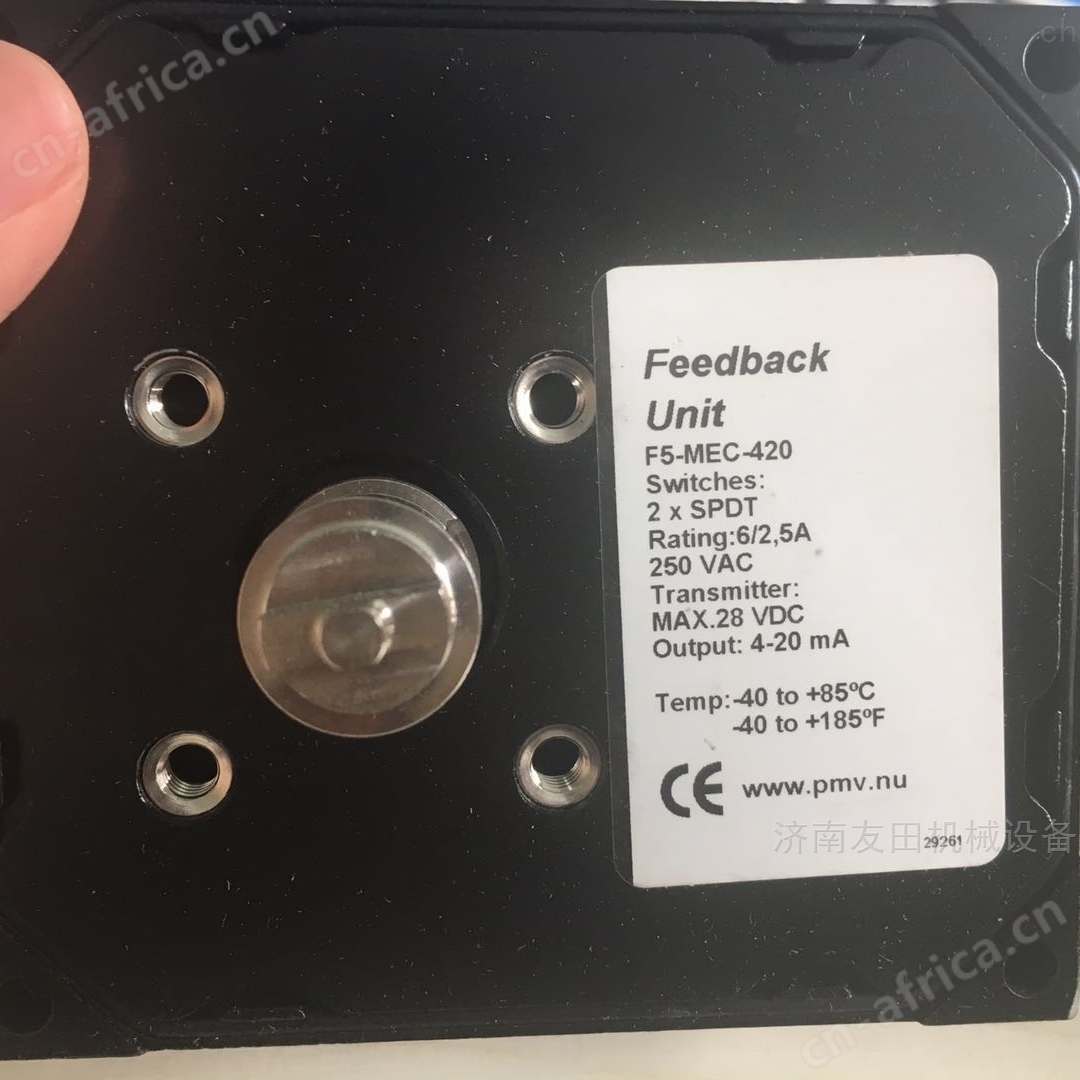 cn-africa.cn
ch
Feedback
Unit
F5-MEC-420
Switches:
2 x SPDT
Rating:6/2,5A
250 VAC
Transmitter:
MAX.28 VDC
Output: 4-20 mA
Temp:-40 to +85ºC
-40 to +185ºF
CE www.pmv.nu
济南友田机械设备
29261
cn-africa.cn